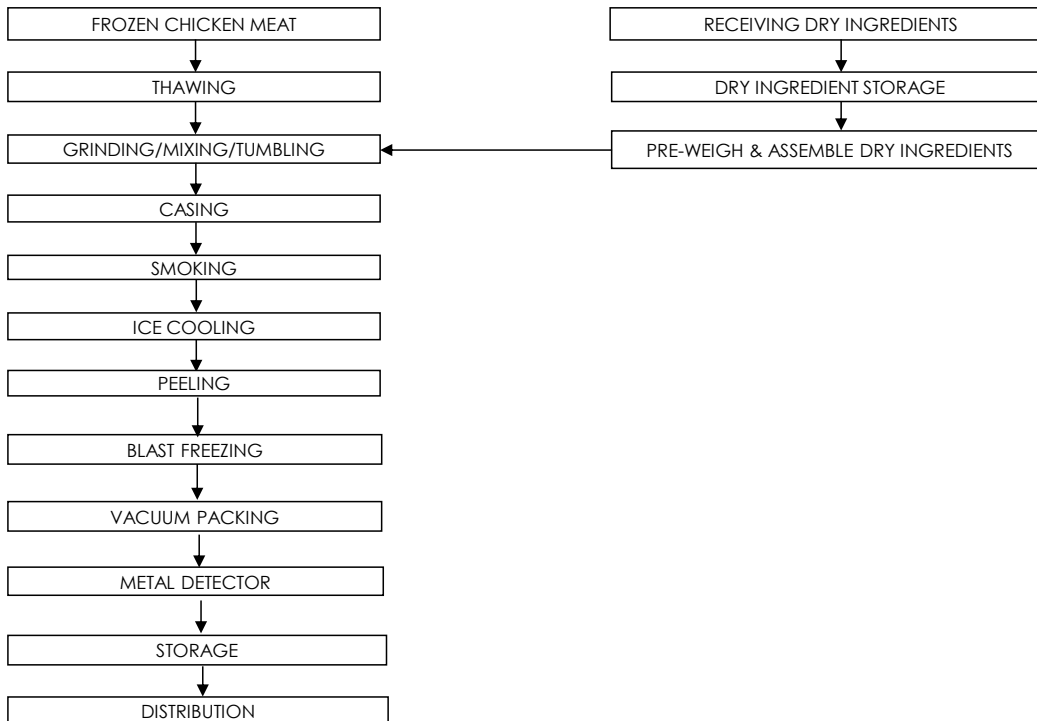 FROZEN CHICKEN MEAT
RECEIVING DRY INGREDIENTS
THAWING
DRY INGREDIENT STORAGE
GRINDING/MIXING/TUMBLING
PRE-WEIGH & ASSEMBLE DRY INGREDIENTS
CASING
SMOKING
ICE COOLING
PEELING
BLAST FREEZING
VACUUM PACKING
METAL DETECTOR
STORAGE
DISTRIBUTION